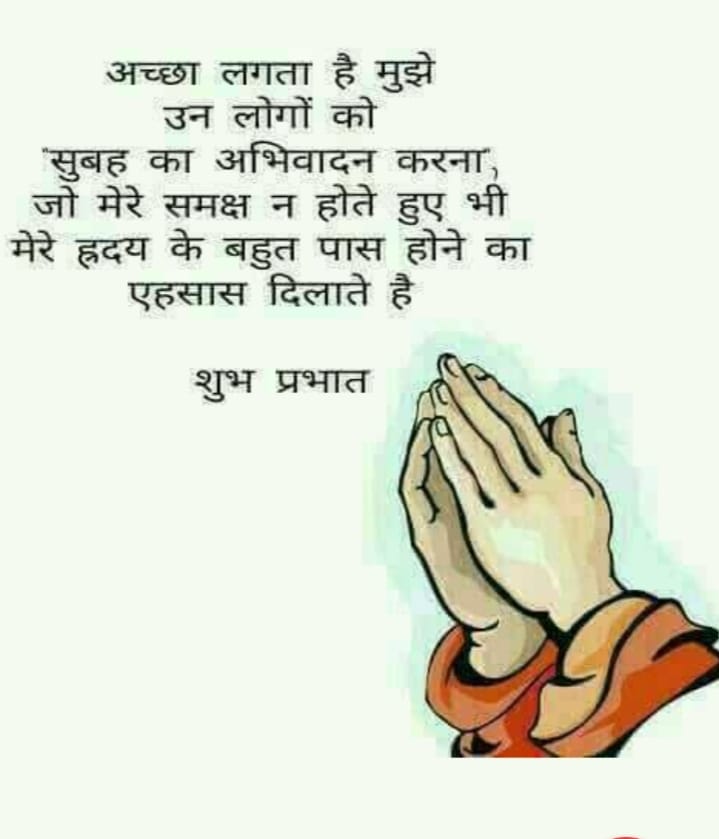 अच्छा लगता है मुझे
उन लोगों को
"सुबह का अभिवादन करना",
जो मेरे समक्ष न होते हुए भी
मेरे ह्रदय के बहुत पास होने का
एहसास दिलाते है
शुभ प्रभात